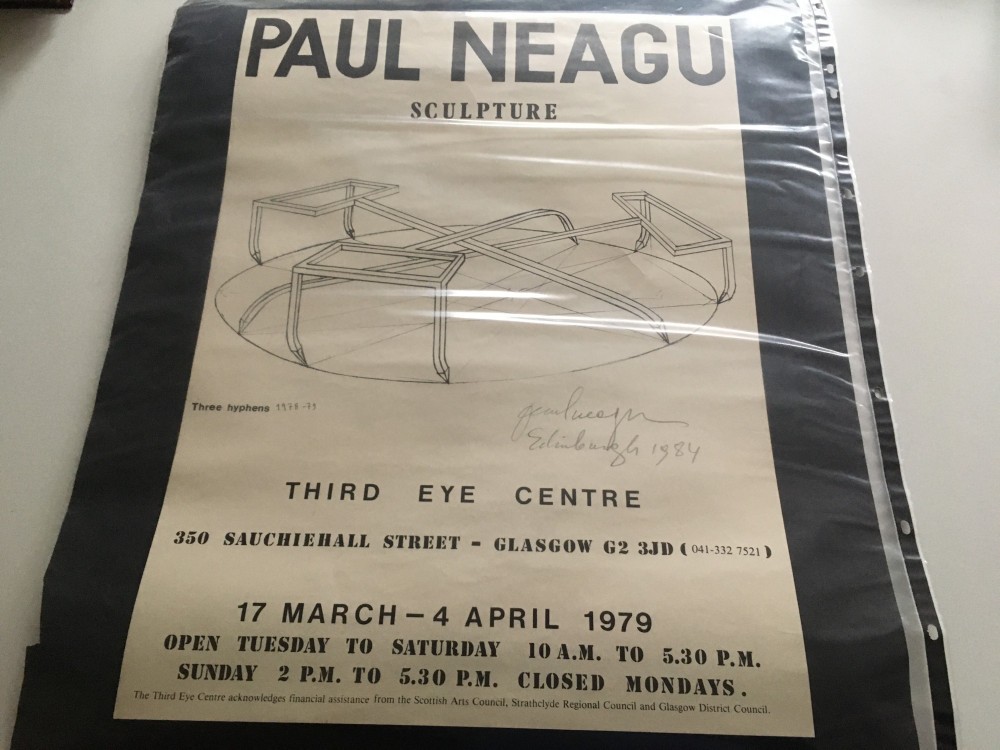 PAUL NEAGU
SCULPTURE
Three hyphens 1978-79
paulneagu
Edinburgh 1984
THIRD EYE CENTRE
350 SAUCHIEHALL STREET - GLASGOW G2 3JD ( 041-332 7521 )
17 MARCH - 4 APRIL 1979
OPEN TUESDAY TO SATURDAY 10 A.M. TO 5.30 P.M.
SUNDAY 2 P.M. TO 5.30 P.M. CLOSED MONDAYS.
The Third Eye Centre acknowledges financial assistance from the Scottish Arts Council, Strathclyde Regional Council and Glasgow District Council.